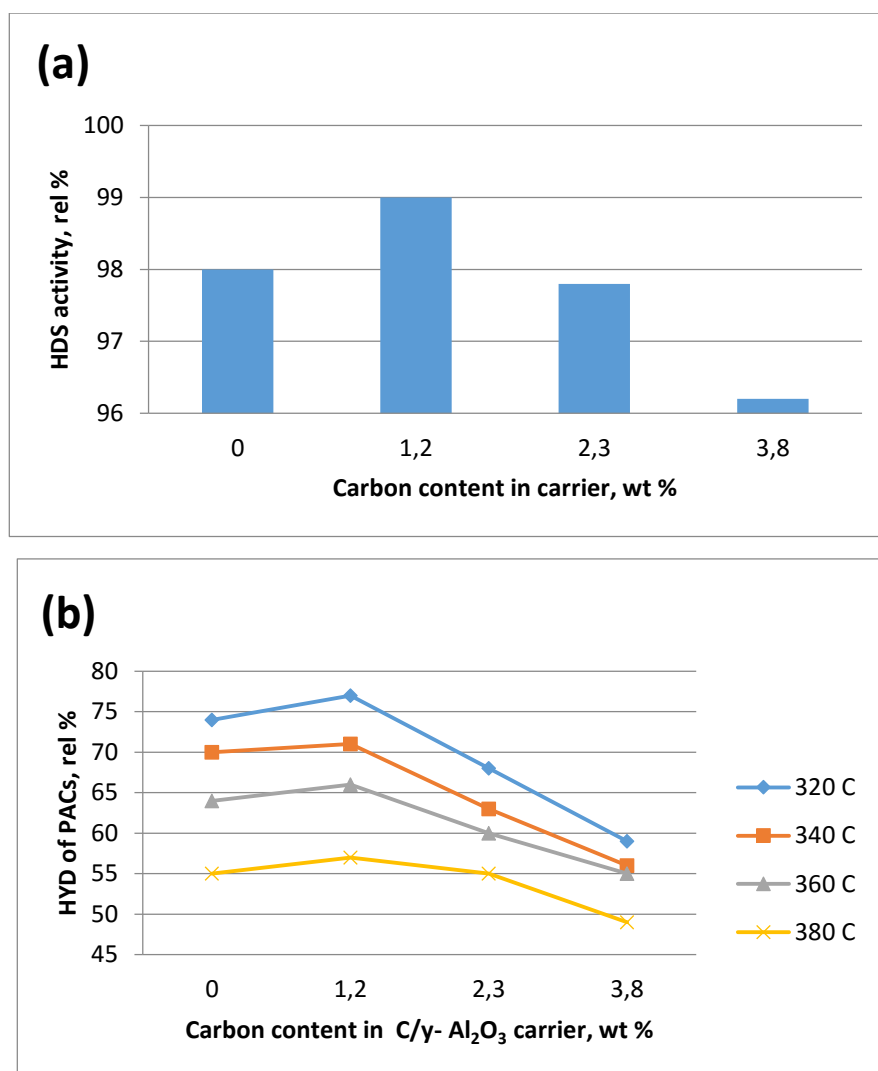 (a)
HDS activity, rel %
100
99
98
97
96
0 1,2 2,3 3,8
Carbon content in carrier, wt %
(b)
HYD of PACs, rel %
80
75
70
65
60
55
50
45
0 1,2 2,3 3,8
Carbon content in C/y- Al₂O₃ carrier, wt %
320 C
340 C
360 C
380 C